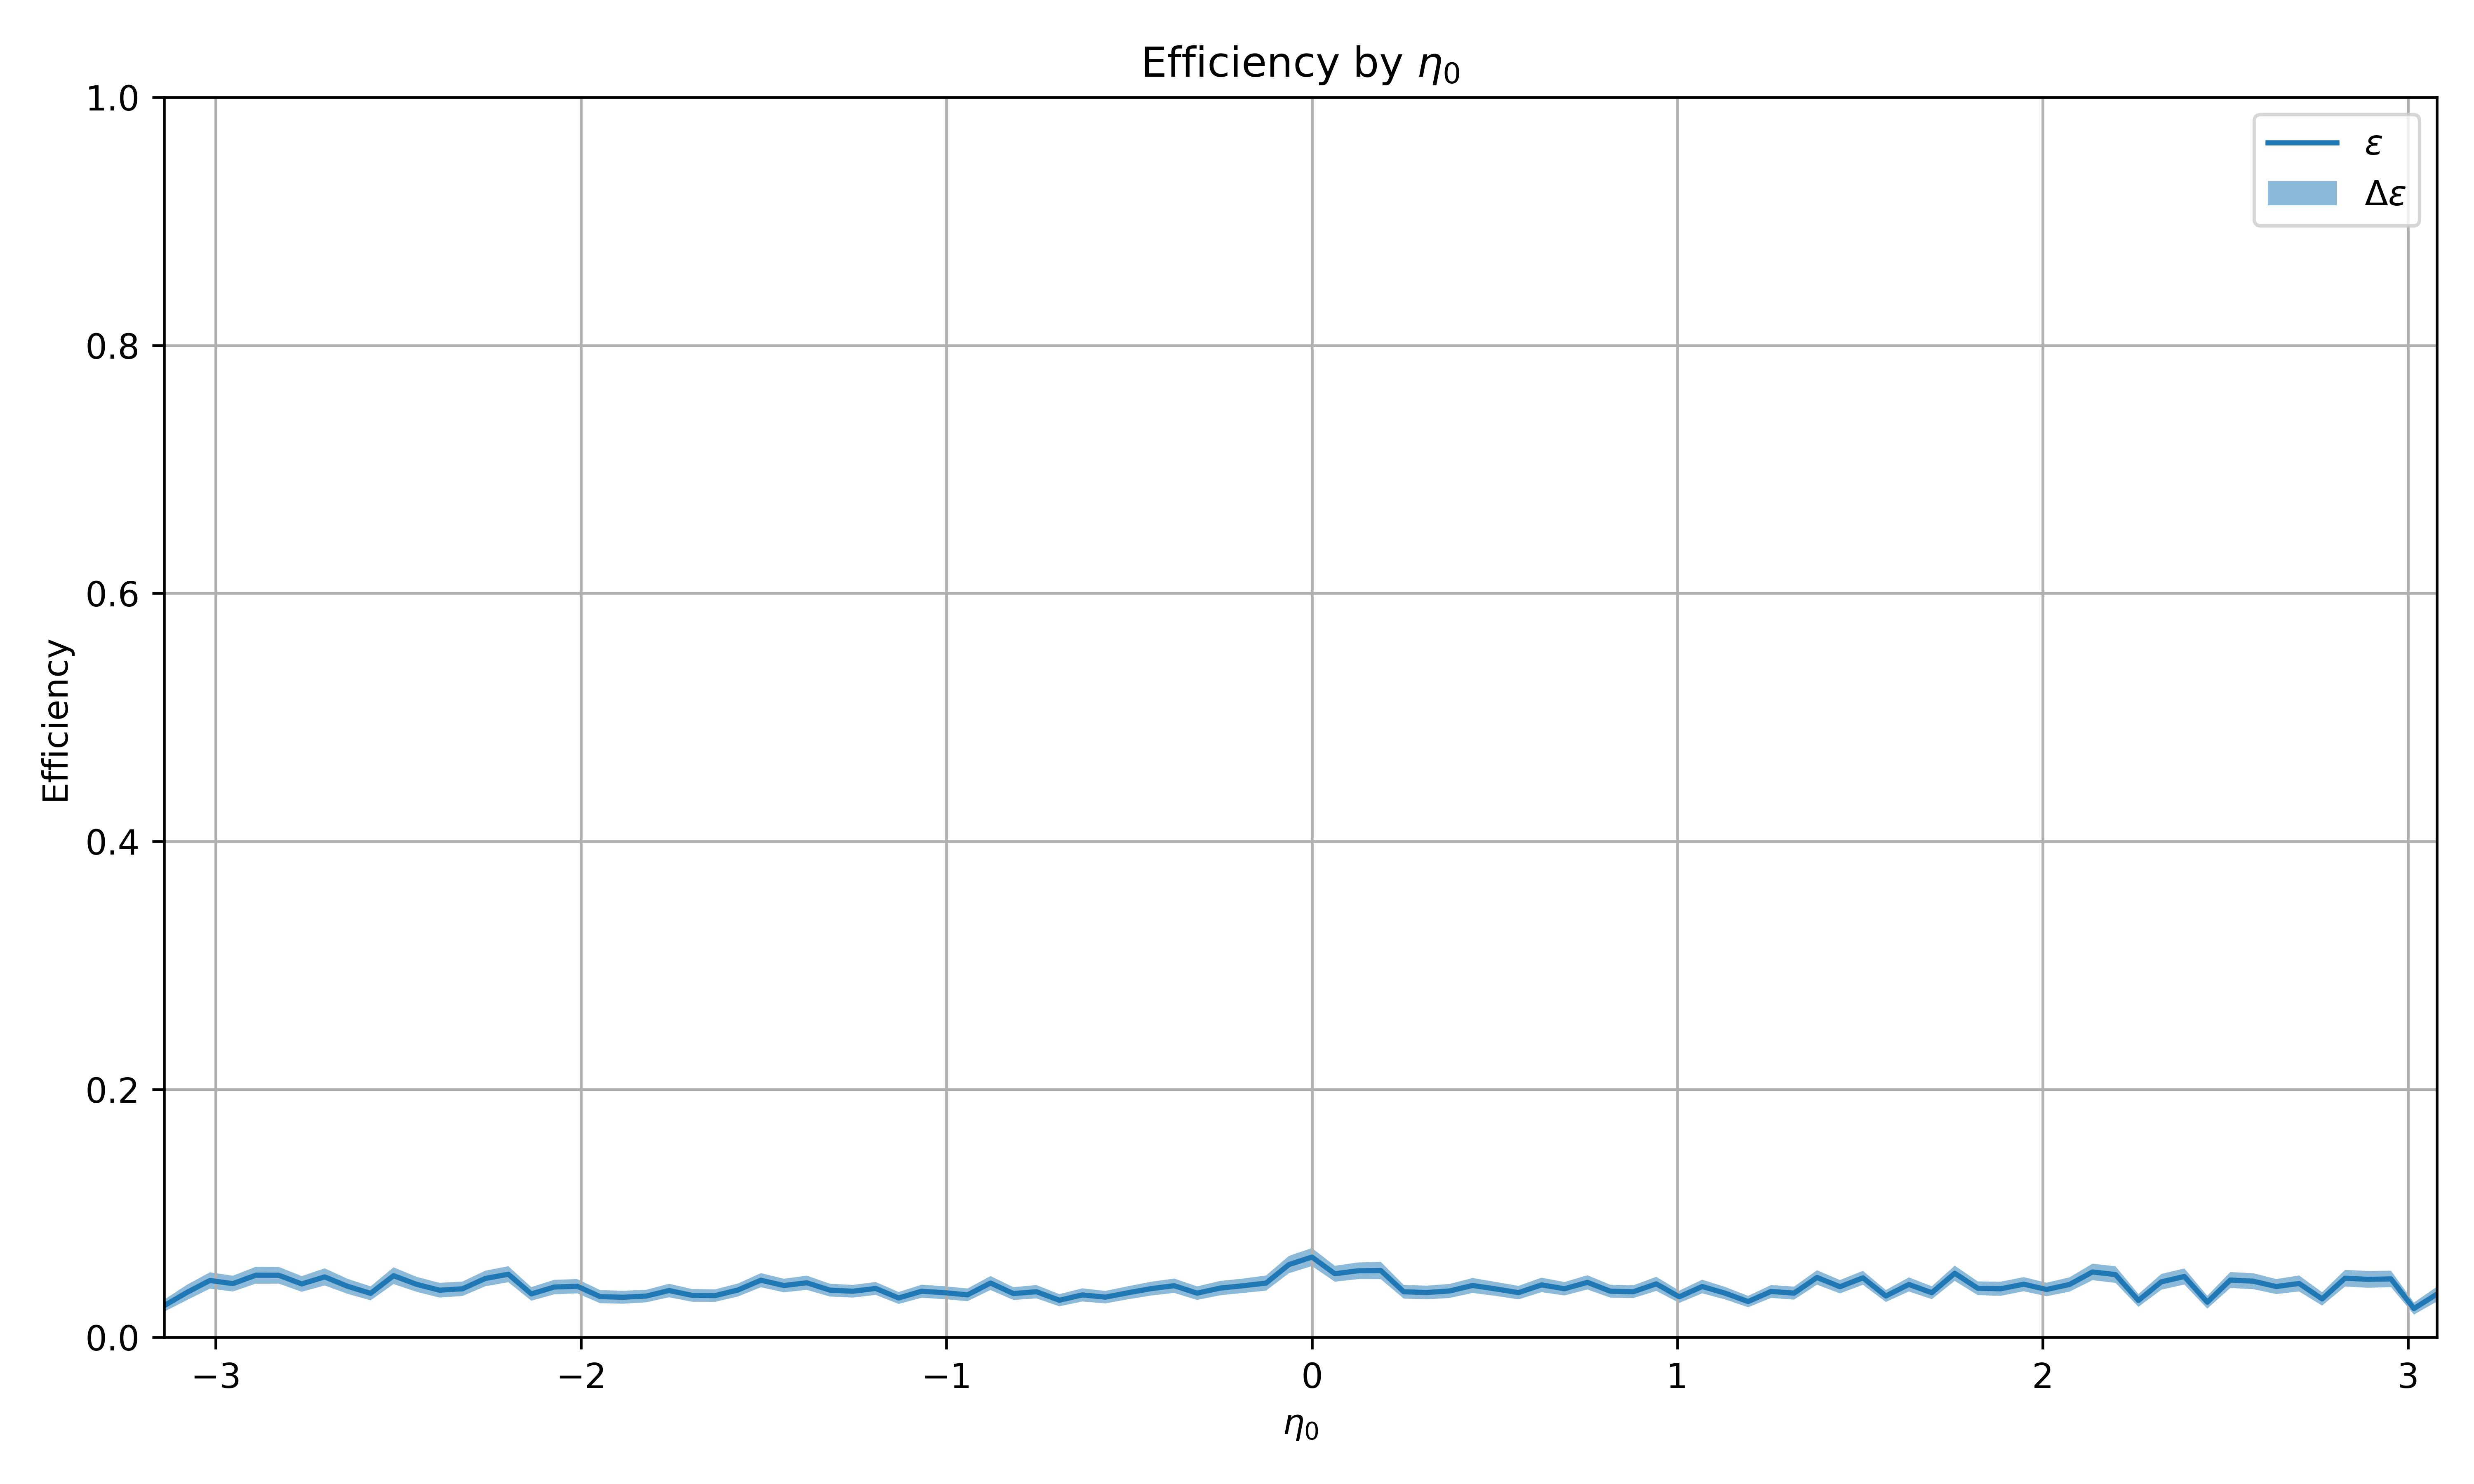 Efficiency by η₀
1.0
0.8
0.6
0.4
0.2
0.0
Efficiency
ε
Δε
−3 −2 −1 0 1 2 3
η₀